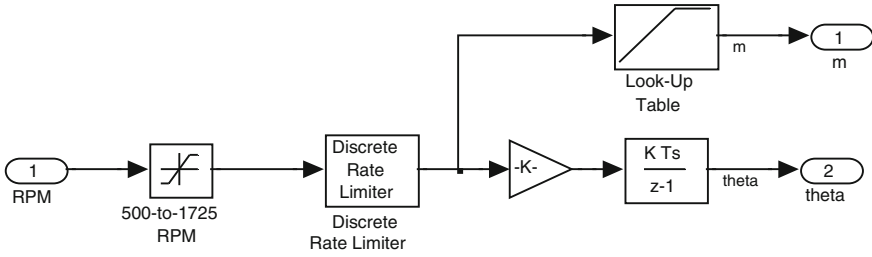 1
m
m
Look-Up
Table
1
RPM
500-to-1725
RPM
Discrete
Rate
Limiter
Discrete
Rate Limiter
-K-
K Ts
z-1
theta
2
theta